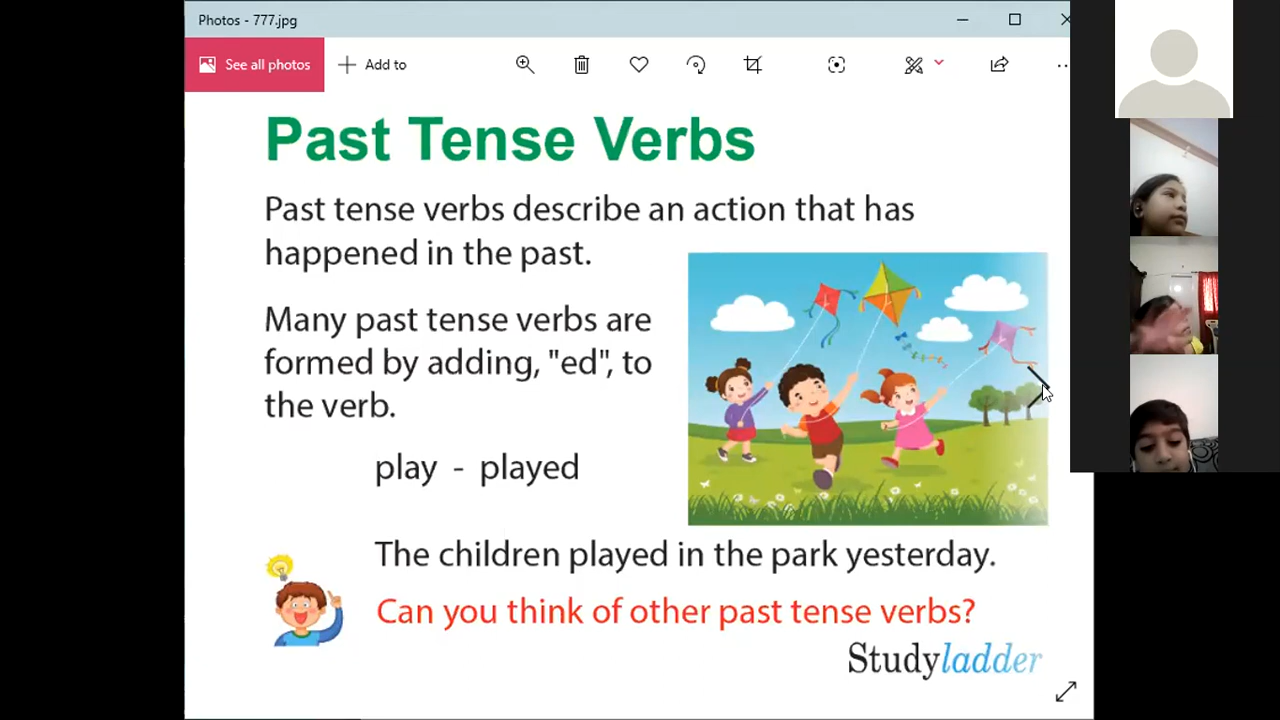 Photos - 777.jpg
See all photos
Add to
Past Tense Verbs
Past tense verbs describe an action that has
happened in the past.
Many past tense verbs are
formed by adding, "ed", to
the verb.
play - played
The children played in the park yesterday.
Can you think of other past tense verbs?
Studyladder